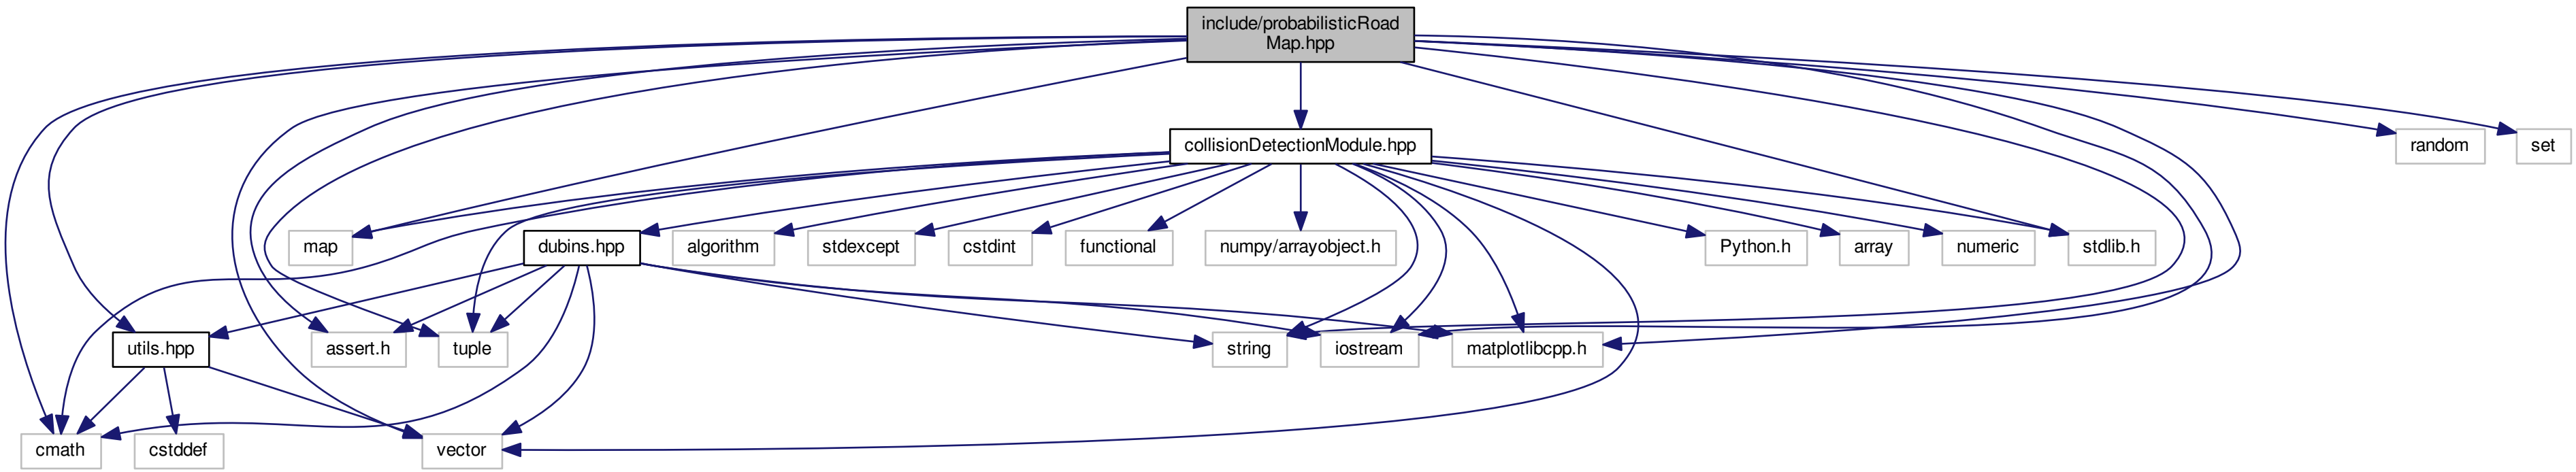 include/probabilisticRoad
Map.hpp
collisionDetectionModule.hpp
random
set
map
dubins.hpp
algorithm
stdexcept
cstdint
functional
numpy/arrayobject.h
Python.h
array
numeric
stdlib.h
utils.hpp
assert.h
tuple
string
iostream
matplotlibcpp.h
cmath
cstddef
vector